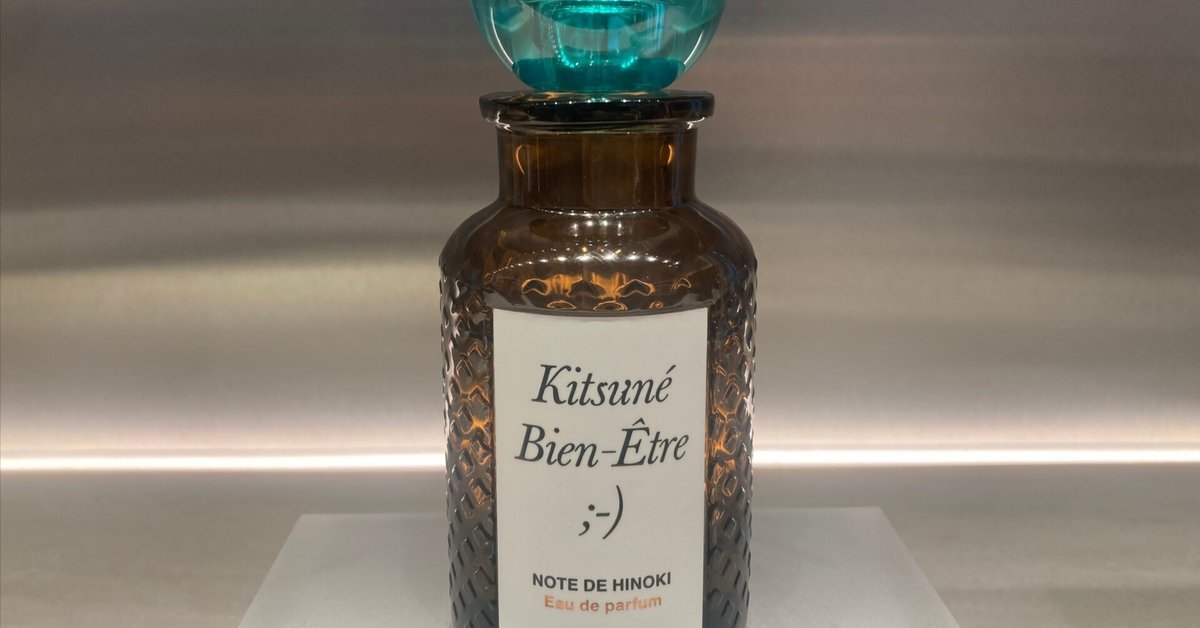 Kitsuné
Bien-Être
;-)
NOTE DE HINOKI
Eau de parfum